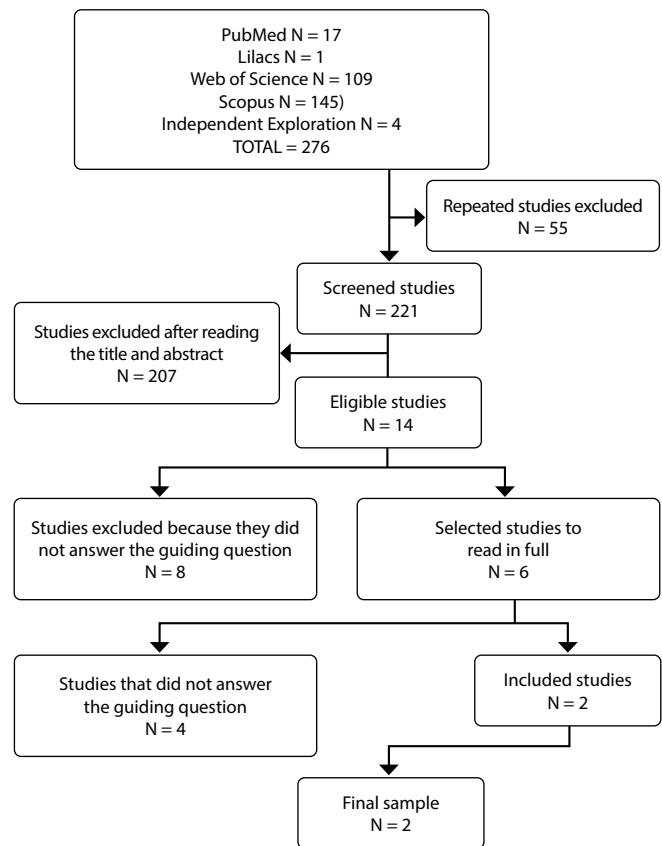 PubMed N = 17
Lilacs N = 1
Web of Science N = 109
Scopus N = 145)
Independent Exploration N = 4
TOTAL = 276
Repeated studies excluded
N = 55
Screened studies
N = 221
Studies excluded after reading
the title and abstract
N = 207
Eligible studies
N = 14
Studies excluded because they did
not answer the guiding question
N = 8
Selected studies to
read in full
N = 6
Studies that did not answer
the guiding question
N = 4
Included studies
N = 2
Final sample
N = 2